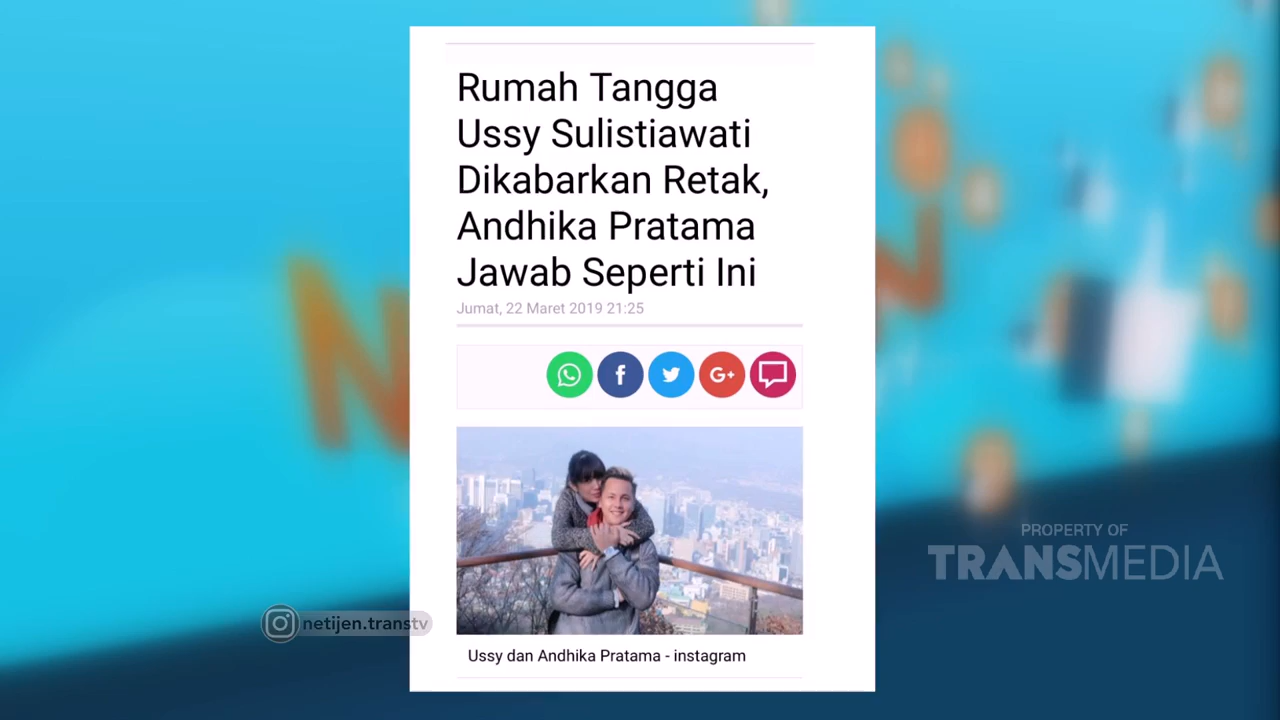 Rumah Tangga
Ussy Sulistiawati
Dikabarkan Retak,
Andhika Pratama
Jawab Seperti Ini
Jumat, 22 Maret 2019 21:25
f
G+
Ussy dan Andhika Pratama - instagram
netijen.transtv
PROPERTY OF
TRANSMEDIA
N
N